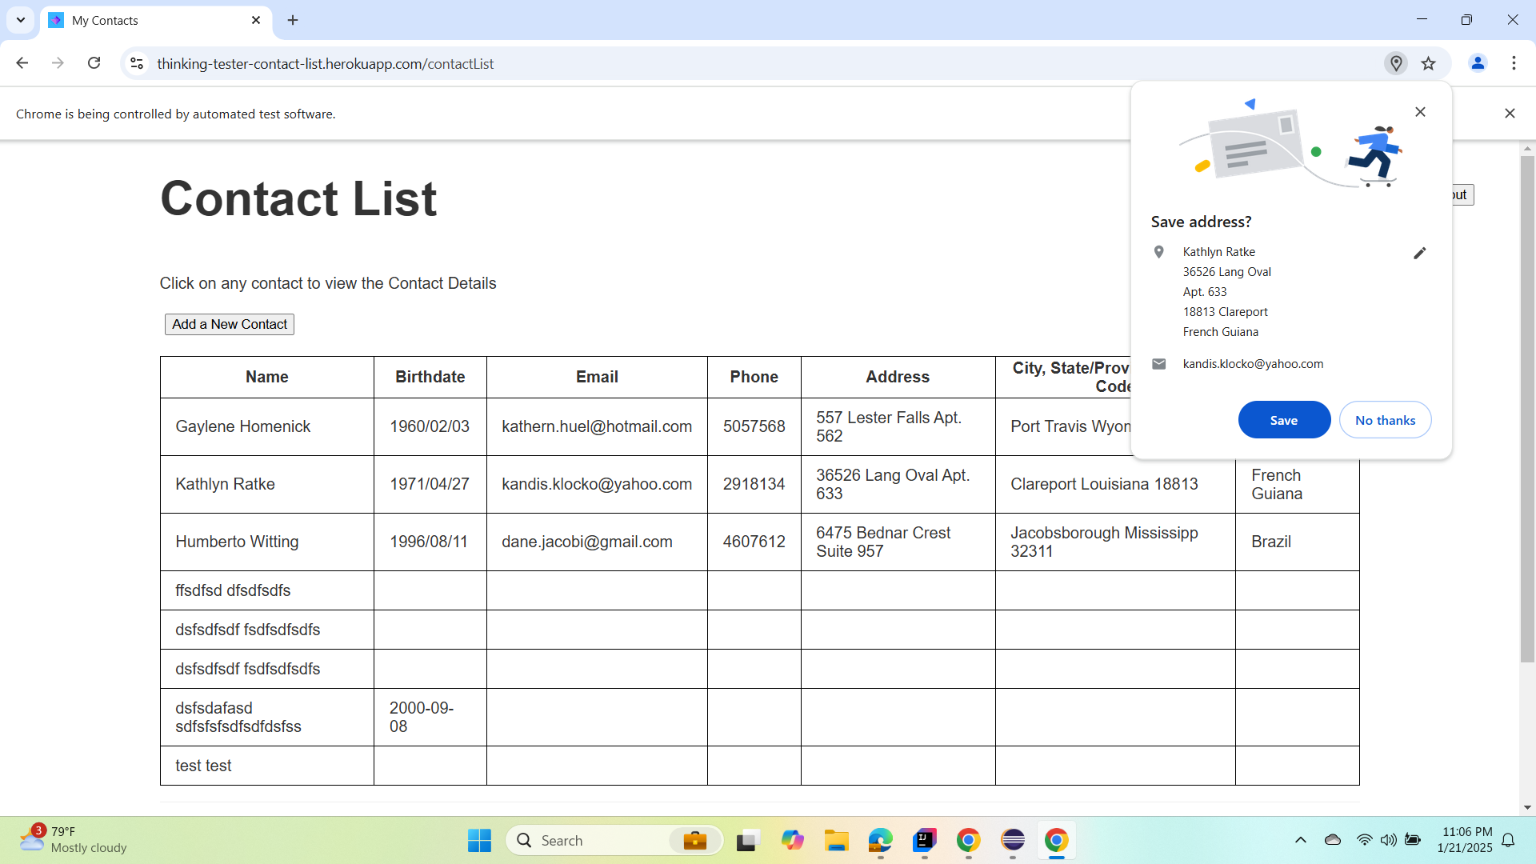 My Contacts
thinking-tester-contact-list.herokuapp.com/contactList
Chrome is being controlled by automated test software.
Contact List
out
Click on any contact to view the Contact Details
Add a New Contact
Save address?
Kathlyn Ratke
36526 Lang Oval
Apt. 633
18813 Clareport
French Guiana
kandis.klocko@yahoo.com
Save
No thanks
Name
Birthdate
Email
Phone
Address
City, State/Prov
Code
Gaylene Homenick
1960/02/03
kathern.huel@hotmail.com
5057568
557 Lester Falls Apt.
562
Port Travis Wyom
Kathlyn Ratke
1971/04/27
kandis.klocko@yahoo.com
2918134
36526 Lang Oval Apt.
633
Clareport Louisiana 18813
French
Guiana
Humberto Witting
1996/08/11
dane.jacobi@gmail.com
4607612
6475 Bednar Crest
Suite 957
Jacobsborough Mississipp
32311
Brazil
ffsdfsd dfsdfsdfs
dsfsdfsdf fsdfsdfsdfs
dsfsdfsdf fsdfsdfsdfs
dsfsdafasd
sdfsfsfsdfsdfdsfss
2000-09-
08
test test
3
79°F
Mostly cloudy
Search
11:06 PM
1/21/2025